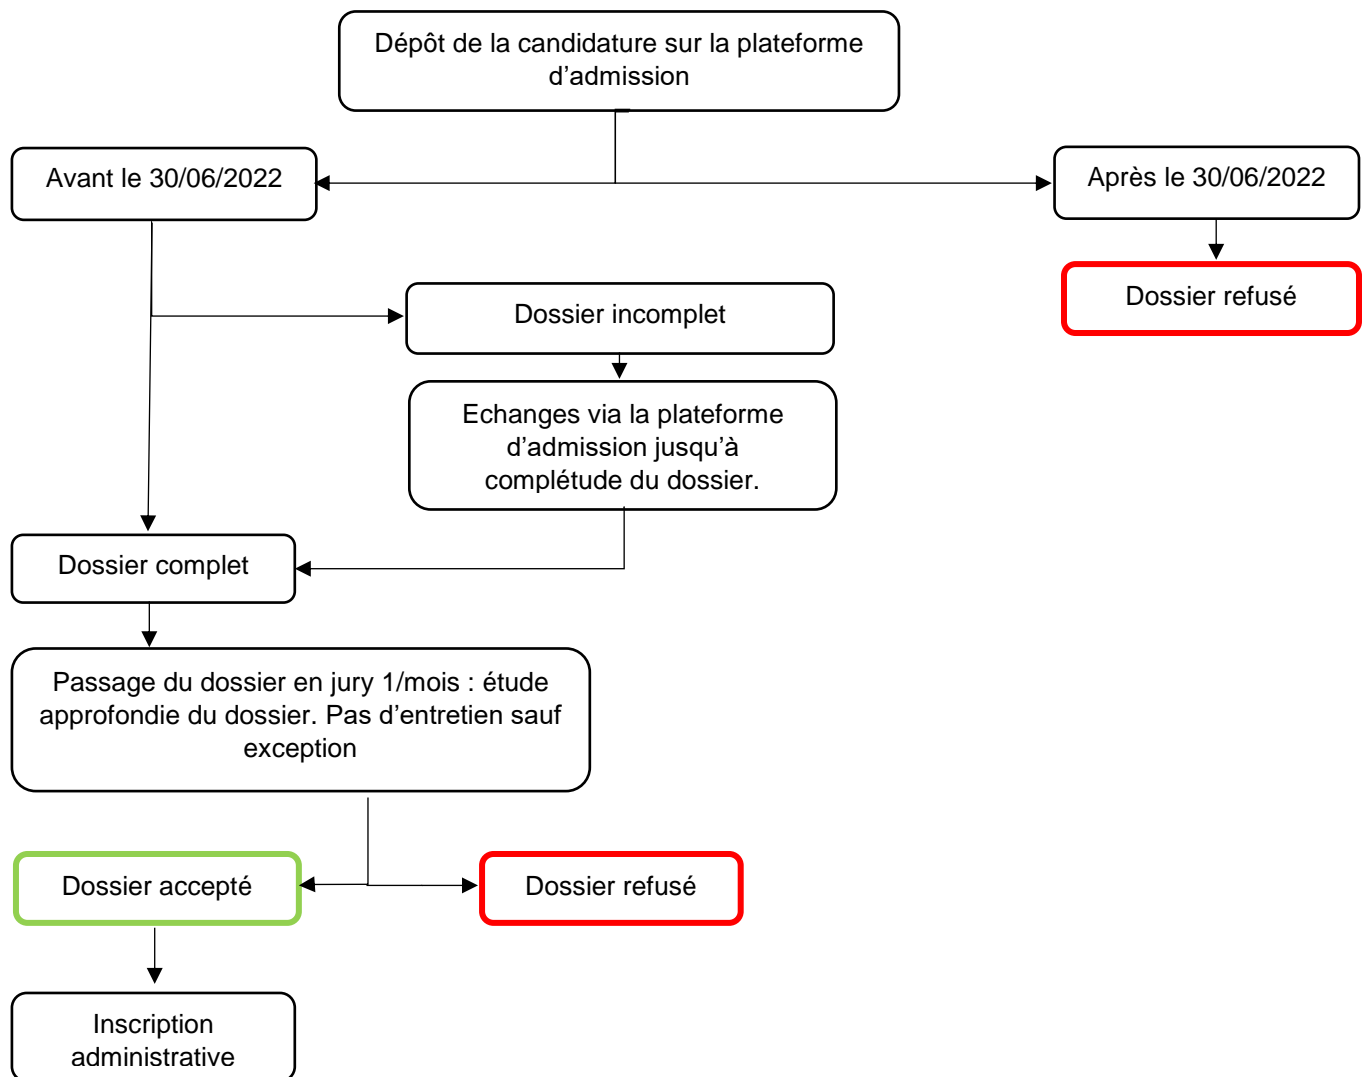 Dépôt de la candidature sur la plateforme
d’admission
Avant le 30/06/2022
Après le 30/06/2022
Dossier refusé
Dossier incomplet
Echanges via la plateforme
d’admission jusqu’à
complétude du dossier.
Dossier complet
Passage du dossier en jury 1/mois : étude
approfondie du dossier. Pas d’entretien sauf
exception
Dossier accepté
Dossier refusé
Inscription
administrative